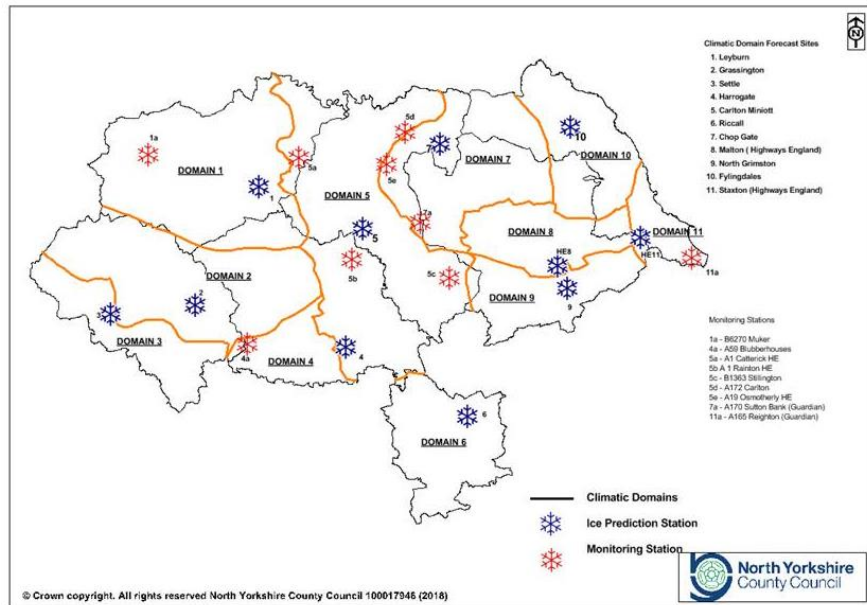 N
Climatic Domain Forecast Sites
1. Leyburn
2. Grassington
3. Settle
4. Harrogate
5. Carlton Miniott
6. Riccall
7. Chop Gate
8. Malton ( Highways England)
9. North Grimston
10. Fylingdales
11. Staxton (Highways England)
5d
1a
7
10
5a
5e
DOMAIN 1
DOMAIN 7
DOMAIN 10
1
DOMAIN 5
7a
5
DOMAIN 8
DOMAIN 11
HE8
HE11
11a
5b
5c
DOMAIN 2
2
DOMAIN 9
9
3
DOMAIN 3
4a
DOMAIN 4
4
6
DOMAIN 6
Monitoring Stations
1a - B6270 Muker
4a - A59 Blubberhouses
5a - A1 Catterick HE
5b A 1 Rainton HE
5c - B1363 Stillington
5d - A172 Carlton
5e - A19 Osmotherly HE
7a - A170 Sutton Bank (Guardian)
11a - A165 Reighton (Guardian)
Climatic Domains
Ice Prediction Station
Monitoring Station
North Yorkshire
County Council
© Crown copyright. All rights reserved North Yorkshire County Council 100017946 (2018)